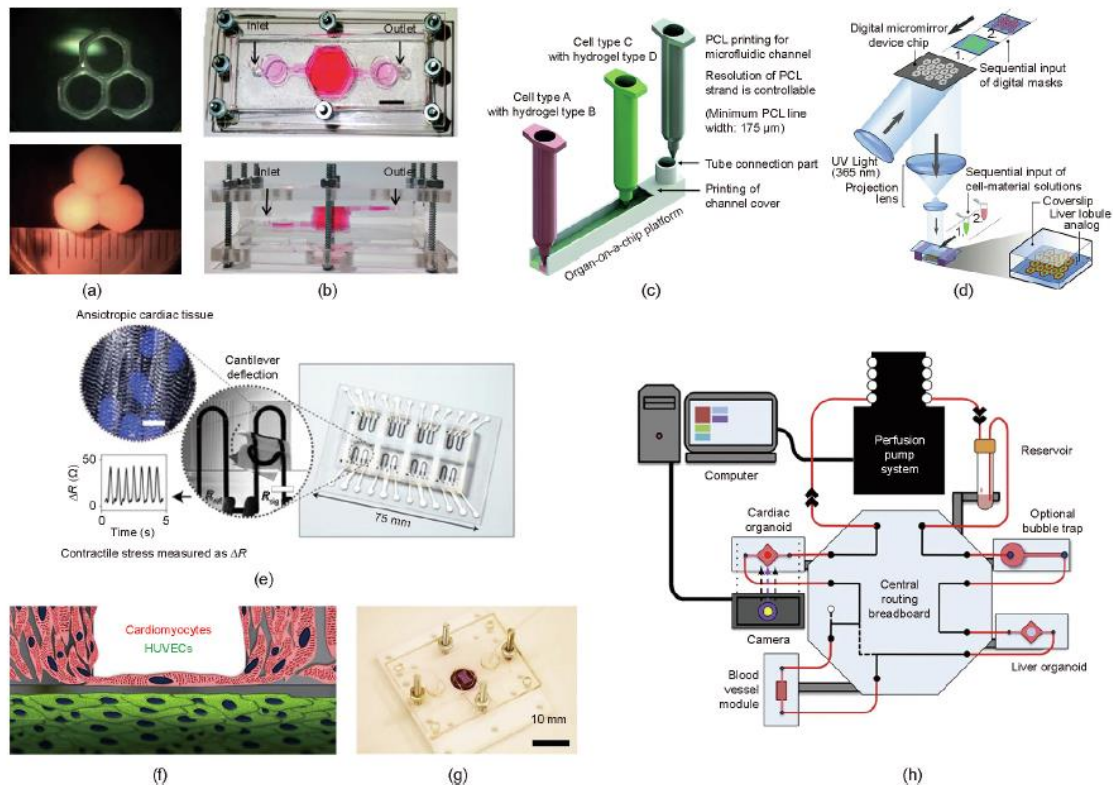 (a)
Inlet
Outlet
Inlet
Outlet
(b)
Cell type C
with hydrogel type D
Cell type A
with hydrogel type B
PCL printing for
microfluidic channel
Resolution of PCL
strand is controllable
(Minimum PCL line
width: 175 μm)
Tube connection part
Printing of
channel cover
Organ-on-a-chip platform
(c)
Digital micromirror
device chip
1.
2.
Sequential input
of digital masks
UV Light
(365 nm)
Projection
lens
Sequential input of
cell-material solutions
1.
2.
Coverslip
Liver lobule
analog
(d)
Ansiotropic cardiac tissue
Cantilever
deflection
50
0
ΔR (Ω)
0
5
Time (s)
Contractile stress measured as ΔR
75 mm
(e)
Cardiomyocytes
HUVECs
(f)
10 mm
(g)
Computer
Perfusion
pump
system
Reservoir
Cardiac
organoid
Optional
bubble trap
Central
routing
breadboard
Camera
Liver organoid
Blood
vessel
module
(h)